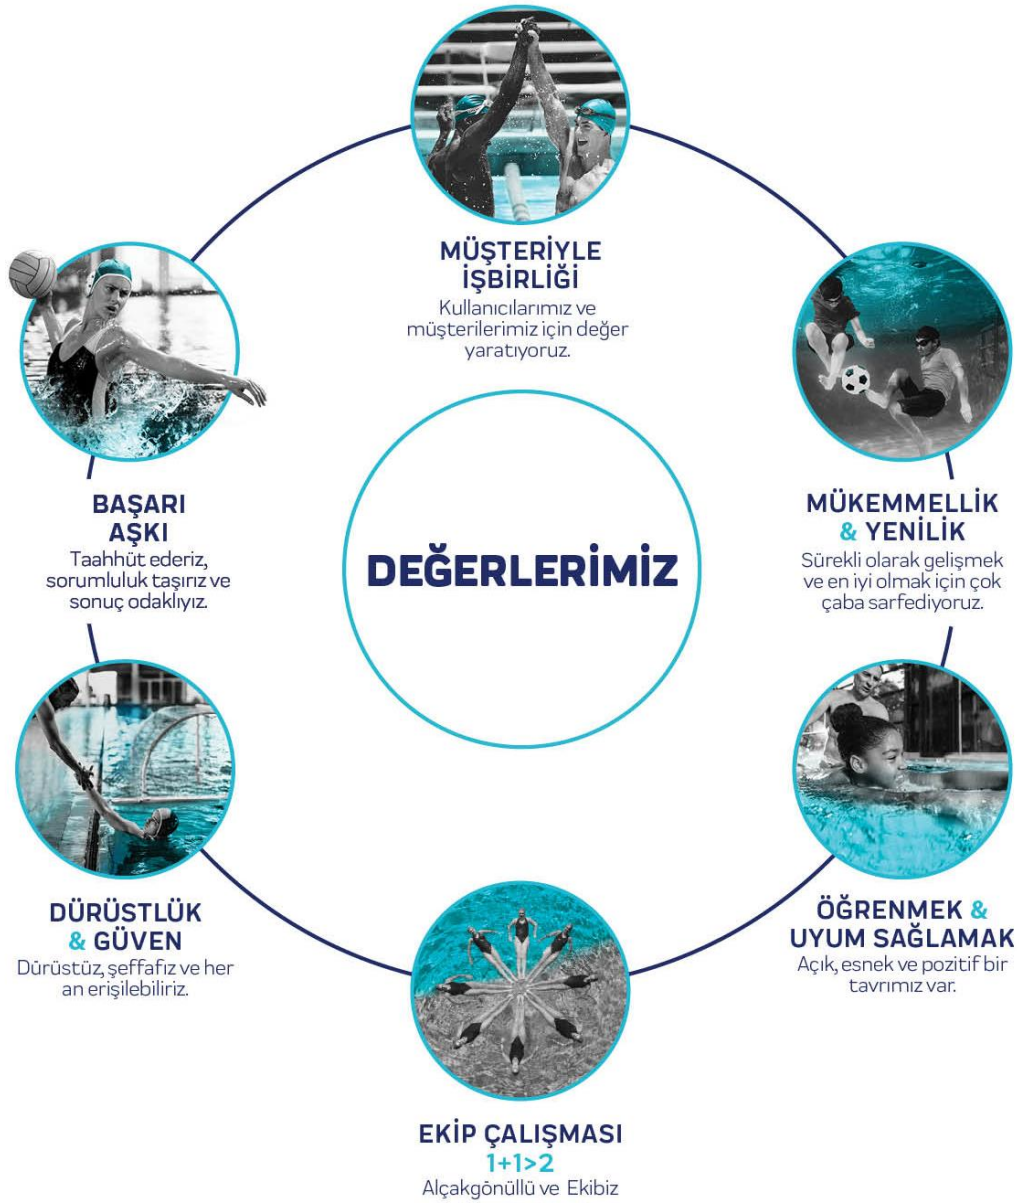 MÜŞTERİYLE
İŞBİRLİĞİ
Kullanıcılarımız ve
müşterilerimiz için değer
yaratıyoruz.
MÜKEMMELLİK
& YENİLİK
Sürekli olarak gelişmek
ve en iyi olmak için çok
çaba sarfediyoruz.
ÖĞRENMEK &
UYUM SAĞLAMAK
Açık, esnek ve pozitif bir
tavrımız var.
EKİP ÇALIŞMASI
1+1>2
Alçakgönüllü ve Ekibiz
DÜRÜSTLÜK
& GÜVEN
Dürüstüz, şeffafız ve her
an erişilebiliriz.
BAŞARI
AŞKI
Taahhüt ederiz,
sorumluluk taşırız ve
sonuç odaklıyız.
DEĞERLERİMİZ